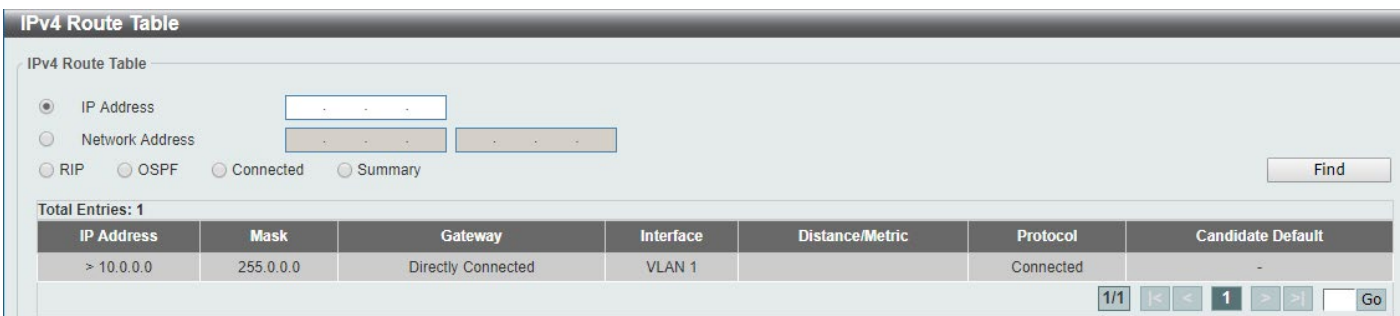 IPv4 Route Table
IPv4 Route Table
IP Address . . .
Network Address . . . . . .
RIP OSPF Connected Summary Find
Total Entries: 1
IP Address Mask Gateway Interface Distance/Metric Protocol Candidate Default
> 10.0.0.0 255.0.0.0 Directly Connected VLAN 1 Connected -
1/1 |< < 1 > >| Go